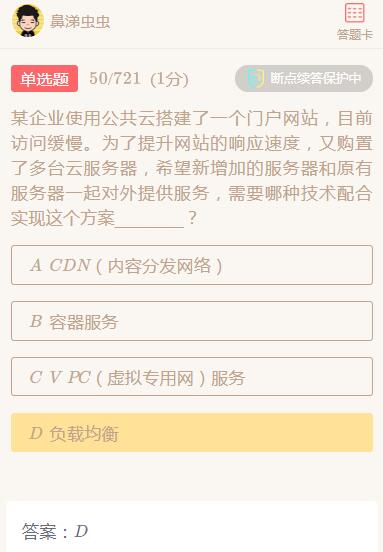 鼻涕虫虫
答题卡
单选题 50/721 (1分) 断点续答保护中
某企业使用公共云搭建了一个门户网站，目前
访问缓慢。为了提升网站的响应速度，又购置
了多台云服务器，希望新增加的服务器和原有
服务器一起对外提供服务，需要哪种技术配合
实现这个方案________？
A CDN（内容分发网络）
B 容器服务
C V PC（虚拟专用网）服务
D 负载均衡
答案：D